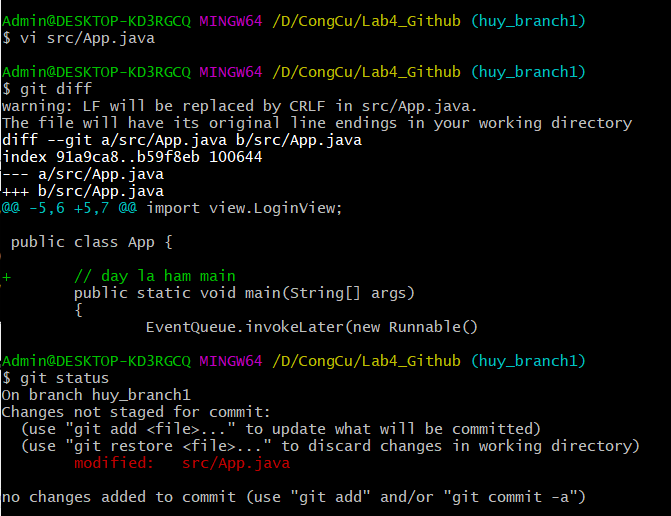 Admin@DESKTOP-KD3RGCQ MINGW64 /D/CongCu/Lab4_Github (huy_branch1)
$ vi src/App.java
Admin@DESKTOP-KD3RGCQ MINGW64 /D/CongCu/Lab4_Github (huy_branch1)
$ git diff
warning: LF will be replaced by CRLF in src/App.java.
The file will have its original line endings in your working directory
diff --git a/src/App.java b/src/App.java
index 91a9ca8..b59f8eb 100644
--- a/src/App.java
+++ b/src/App.java
@@ -5,6 +5,7 @@ import view.LoginView;
 public class App {
+       // day la ham main
        public static void main(String[] args)
        {
                EventQueue.invokeLater(new Runnable()
Admin@DESKTOP-KD3RGCQ MINGW64 /D/CongCu/Lab4_Github (huy_branch1)
$ git status
On branch huy_branch1
Changes not staged for commit:
  (use "git add <file>..." to update what will be committed)
  (use "git restore <file>..." to discard changes in working directory)
        modified:   src/App.java
no changes added to commit (use "git add" and/or "git commit -a")